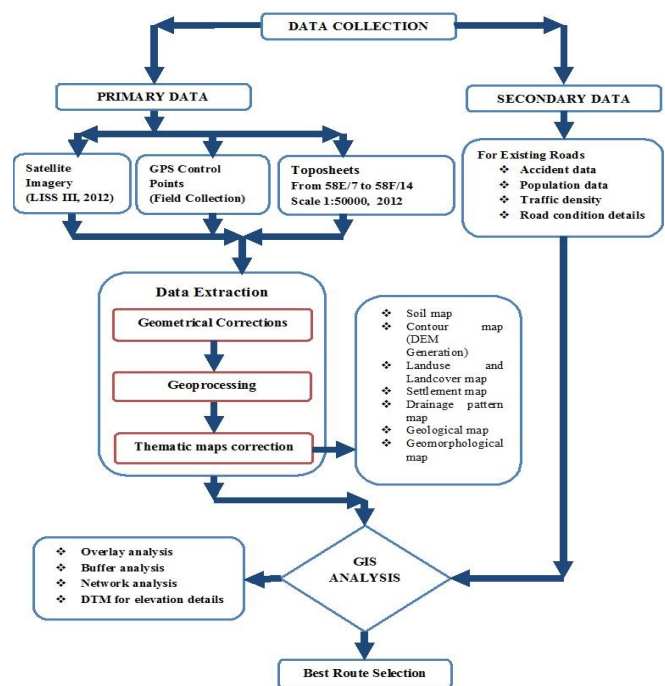 DATA COLLECTION
PRIMARY DATA
SECONDARY DATA
Satellite
Imagery
(LISS III, 2012)
GPS Control
Points
(Field Collection)
Toposheets
From 58E/7 to 58F/14
Scale 1:50000, 2012
For Existing Roads
❖ Accident data
❖ Population data
❖ Traffic density
❖ Road condition details
Data Extraction
Geometrical Corrections
Geoprocessing
Thematic maps correction
❖ Soil map
❖ Contour map
(DEM
Generation)
❖ Landuse and
Landcover map
❖ Settlement map
❖ Drainage pattern
map
❖ Geological map
❖ Geomorphological
map
❖ Overlay analysis
❖ Buffer analysis
❖ Network analysis
❖ DTM for elevation details
GIS
ANALYSIS
Best Route Selection